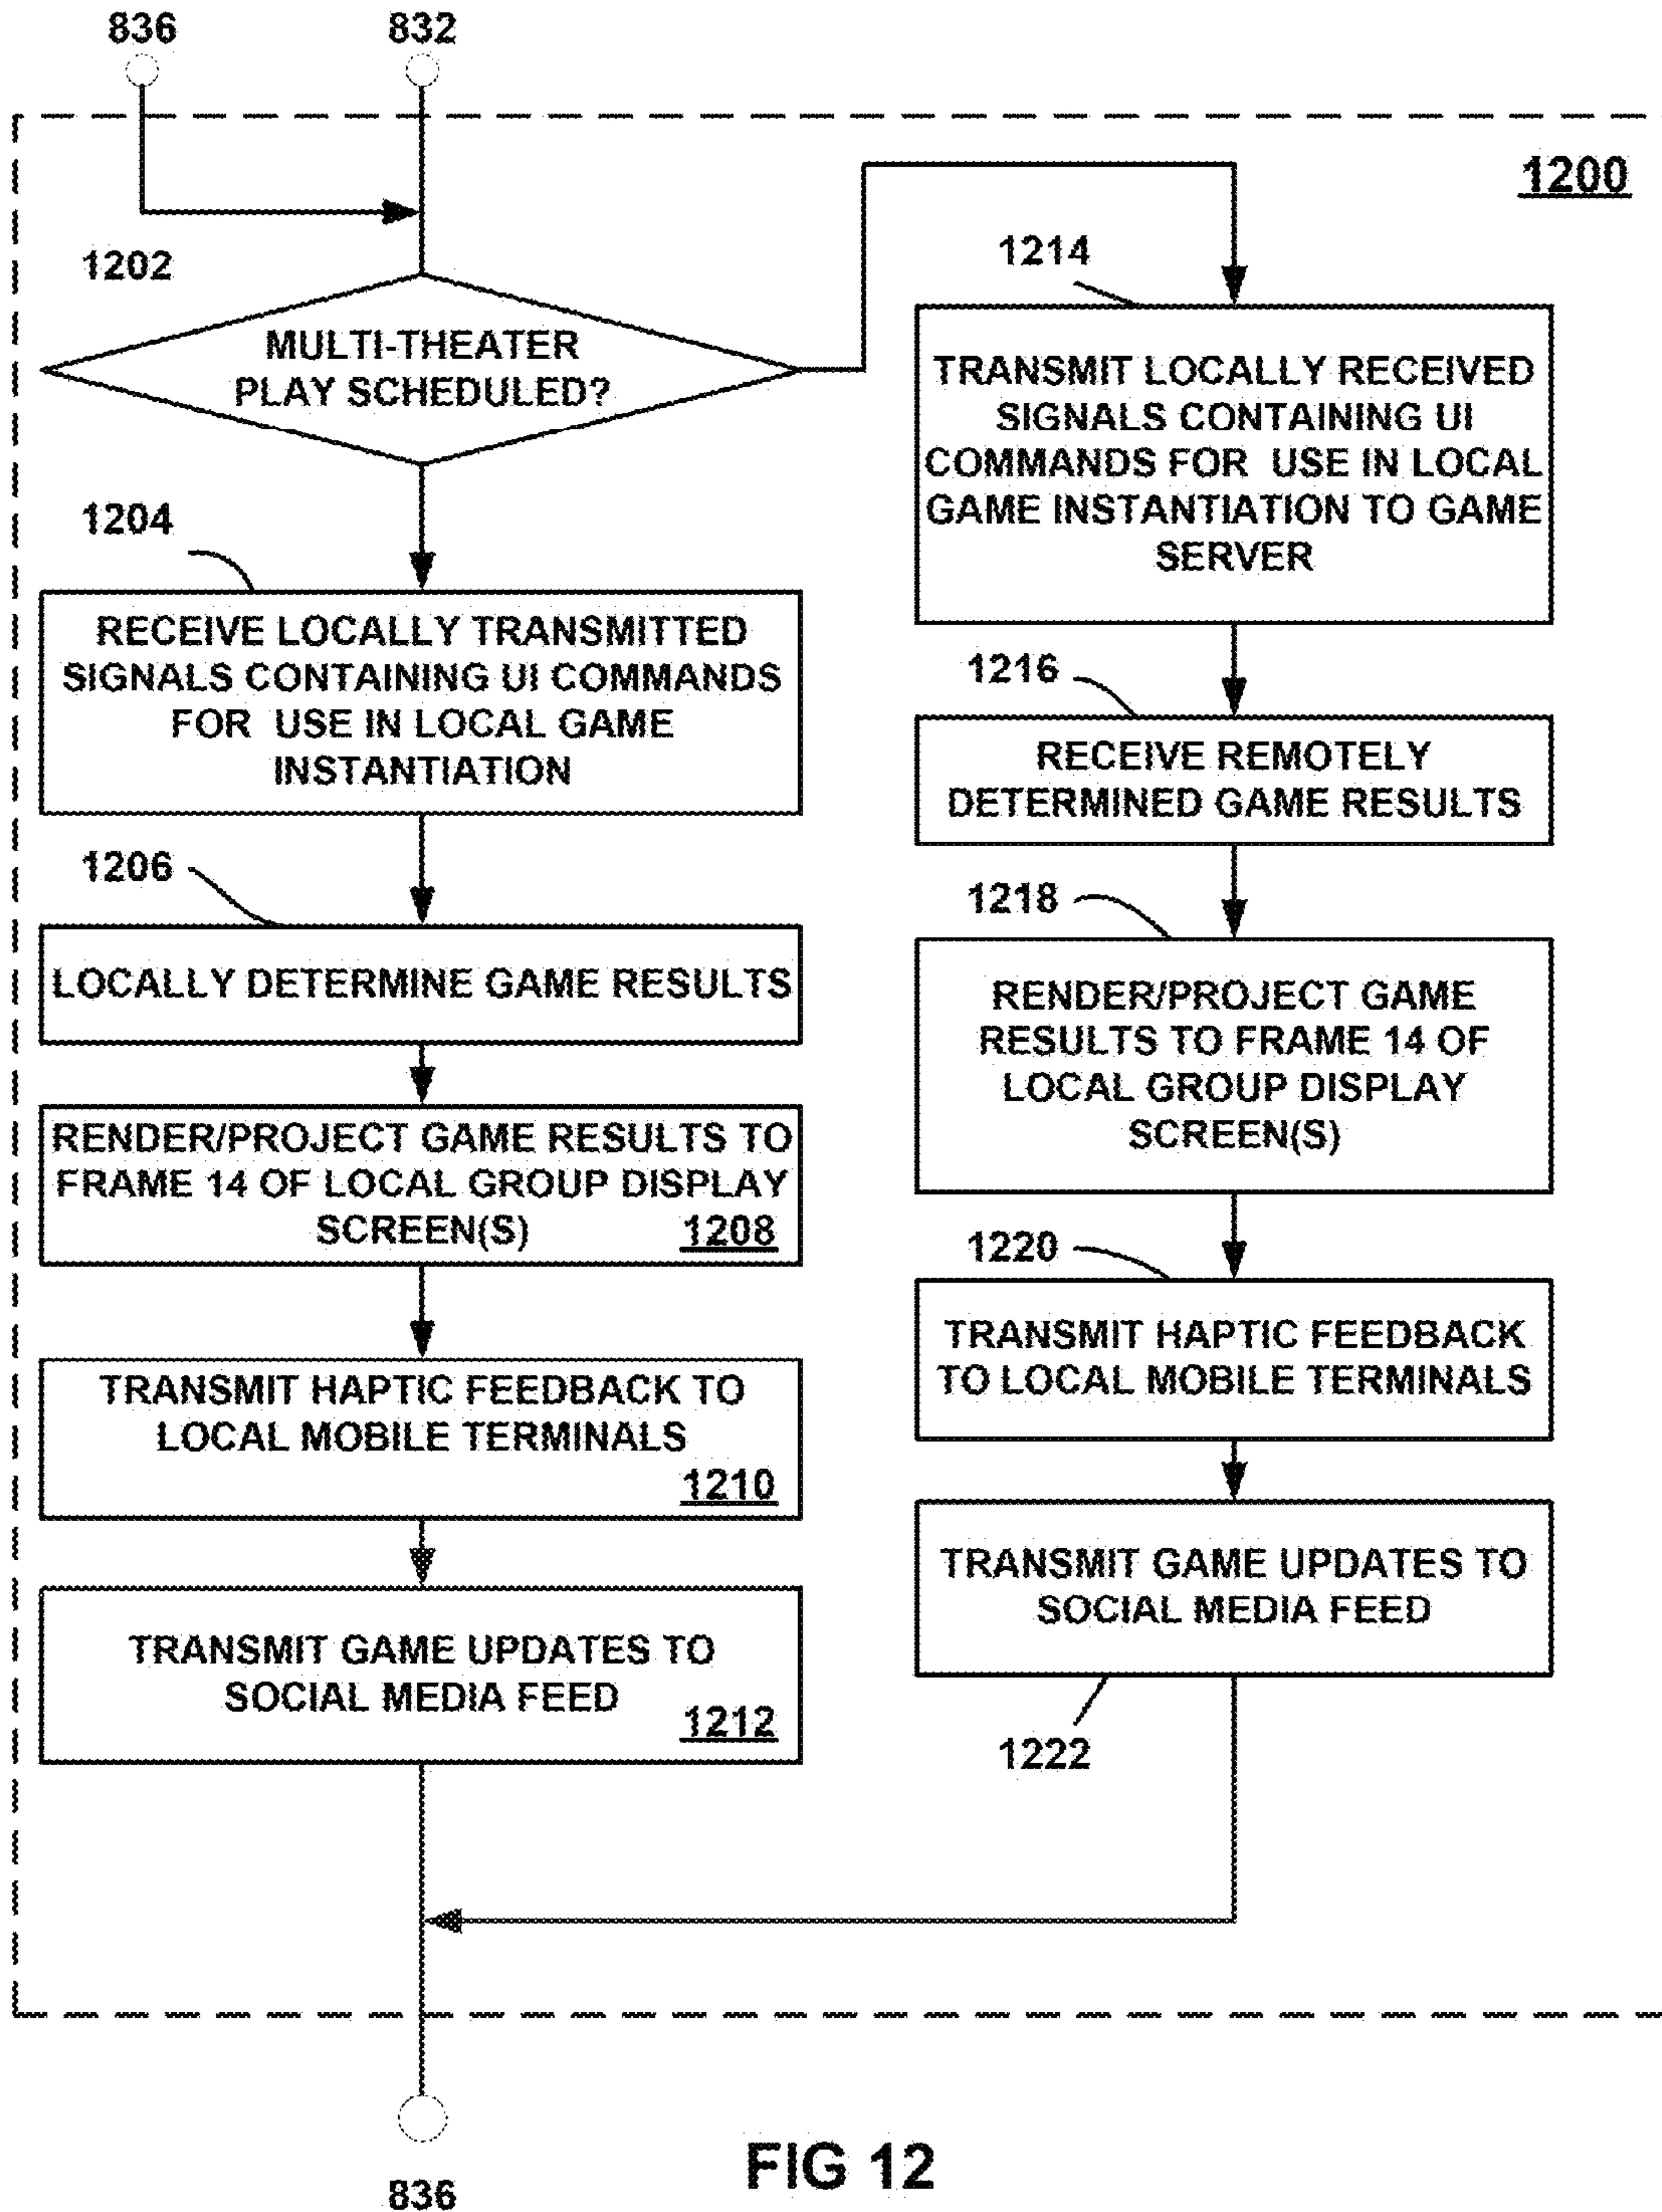 836
832
1200
1202
MULTI-THEATER
PLAY SCHEDULED?
1204
RECEIVE LOCALLY TRANSMITTED
SIGNALS CONTAINING UI COMMANDS
FOR USE IN LOCAL GAME
INSTANTIATION
1206
LOCALLY DETERMINE GAME RESULTS
RENDER/PROJECT GAME RESULTS TO
FRAME 14 OF LOCAL GROUP DISPLAY
SCREEN(S)
1208
TRANSMIT HAPTIC FEEDBACK TO
LOCAL MOBILE TERMINALS
1210
TRANSMIT GAME UPDATES TO
SOCIAL MEDIA FEED
1212
1214
TRANSMIT LOCALLY RECEIVED
SIGNALS CONTAINING UI
COMMANDS FOR USE IN LOCAL
GAME INSTANTIATION TO GAME
SERVER
1216
RECEIVE REMOTELY
DETERMINED GAME RESULTS
1218
RENDER/PROJECT GAME
RESULTS TO FRAME 14 OF
LOCAL GROUP DISPLAY
SCREEN(S)
1220
TRANSMIT HAPTIC FEEDBACK
TO LOCAL MOBILE TERMINALS
TRANSMIT GAME UPDATES TO
SOCIAL MEDIA FEED
1222
836
FIG 12